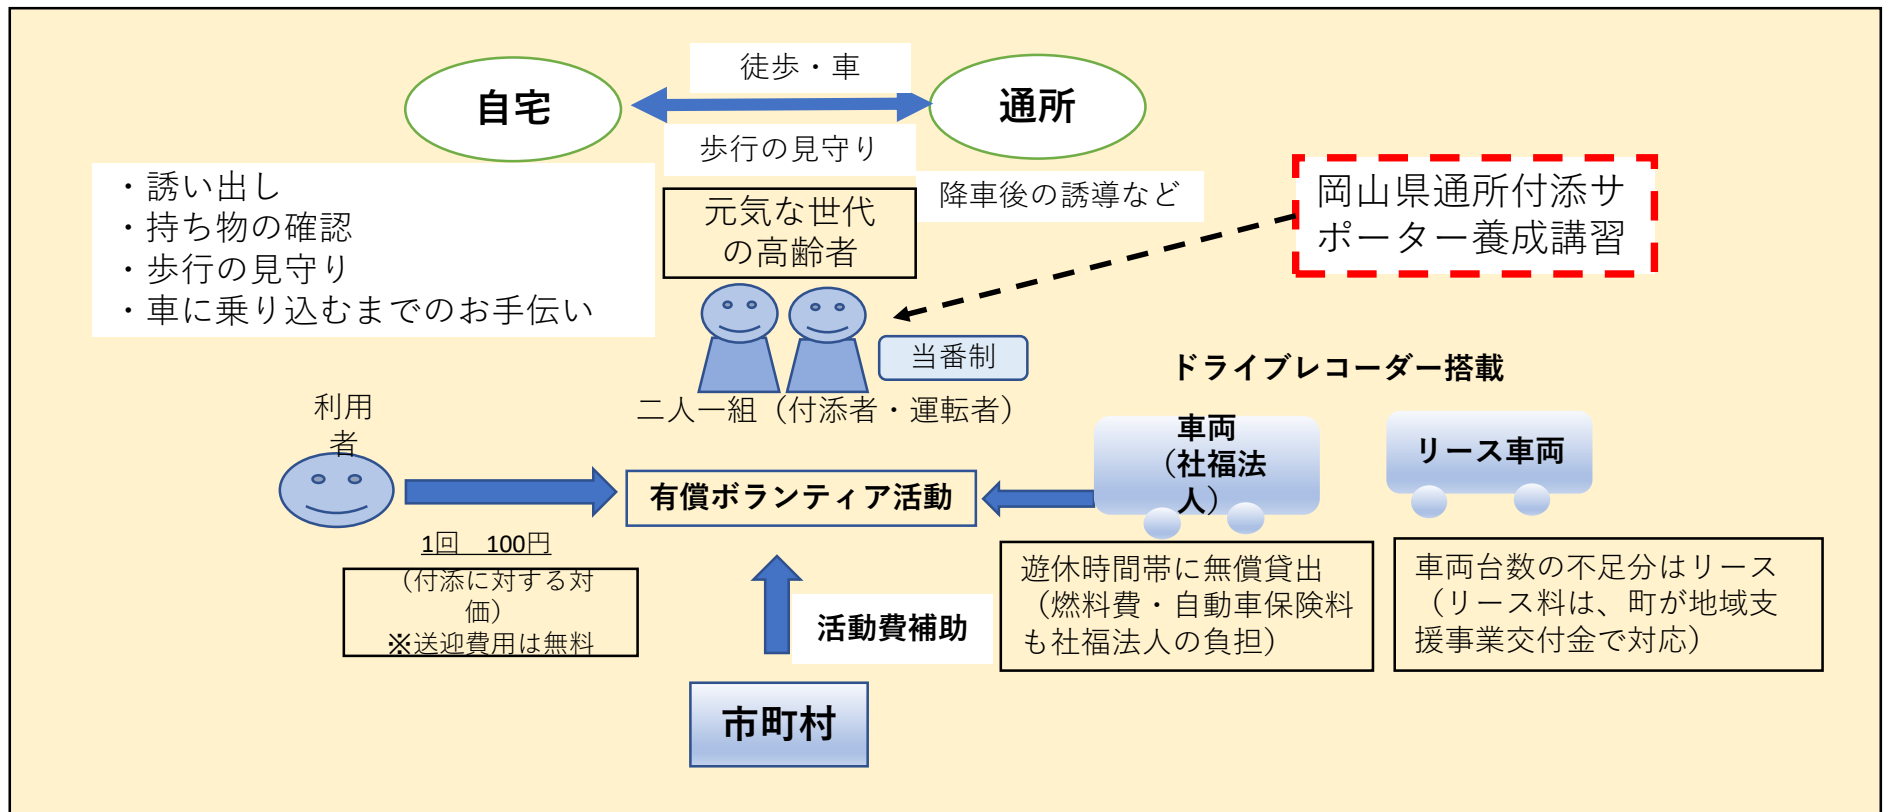 徒歩・車
自宅
通所
歩行の見守り
・誘い出し
・持ち物の確認
・歩行の見守り
・車に乗り込むまでのお手伝い
元気な世代
の高齢者
降車後の誘導など
岡山県通所付添サ
ポーター養成講習
当番制
二人一組（付添者・運転者）
ドライブレコーダー搭載
利用
者
有償ボランティア活動
車両
（社福法
人）
リース車両
1回　100円
（付添に対する対
価）
※送迎費用は無料
活動費補助
遊休時間帯に無償貸出
（燃料費・自動車保険料
も社福法人の負担）
車両台数の不足分はリース
（リース料は、町が地域支
援事業交付金で対応）
市町村